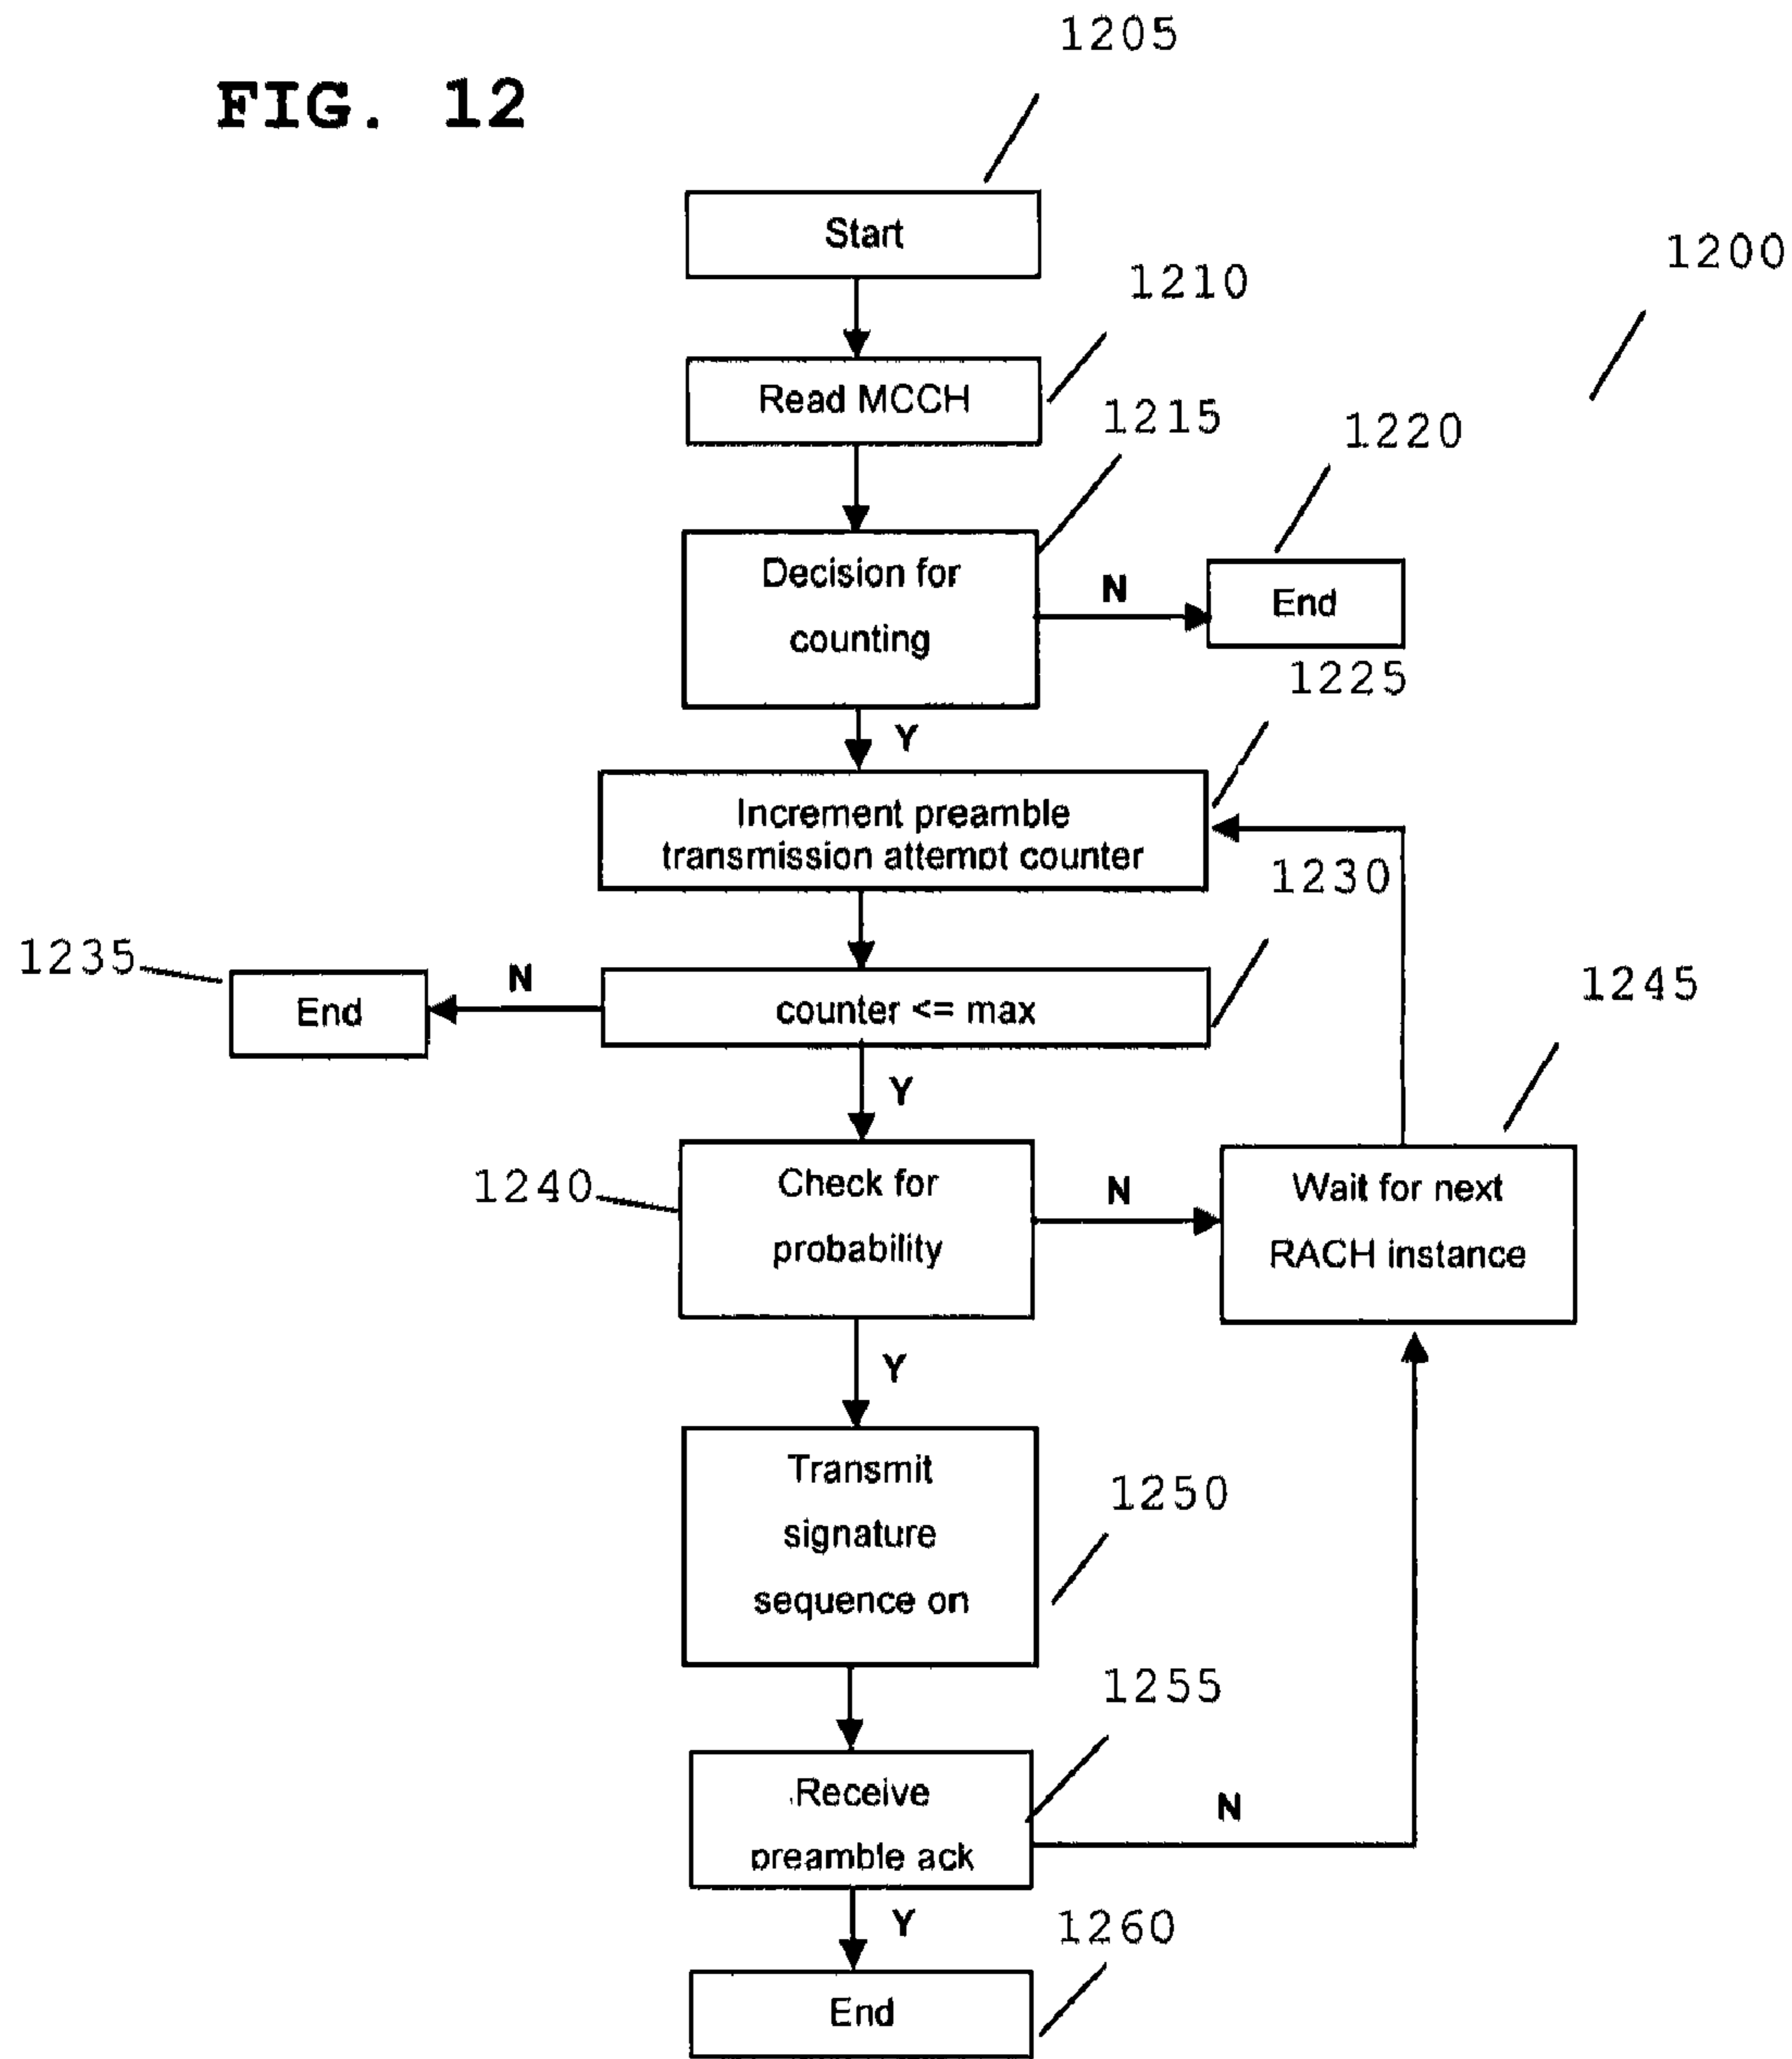 1205
FIG. 12
Start
1200
1210
Read MCCH
1215
1220
Decision for
counting
N
End
1225
Y
Increment preamble
transmission attempt counter
1230
1235
N
End
counter <= max
1245
Y
1240
Check for
probability
N
Wait for next
RACH instance
Y
Transmit
signature
sequence on
1250
1255
Receive
preamble ack
N
Y
1260
End